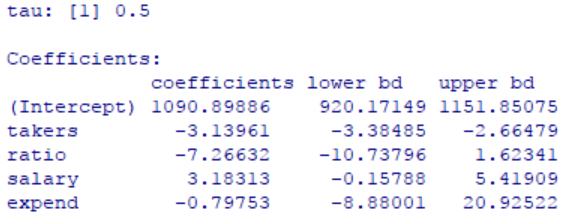 tau: [1] 0.5
Coefficients:
coefficients lower bd upper bd
(Intercept) 1090.89886 920.17149 1151.85075
takers -3.13961 -3.38485 -2.66479
ratio -7.26632 -10.73796 1.62341
salary 3.18313 -0.15788 5.41909
expend -0.79753 -8.88001 20.92522